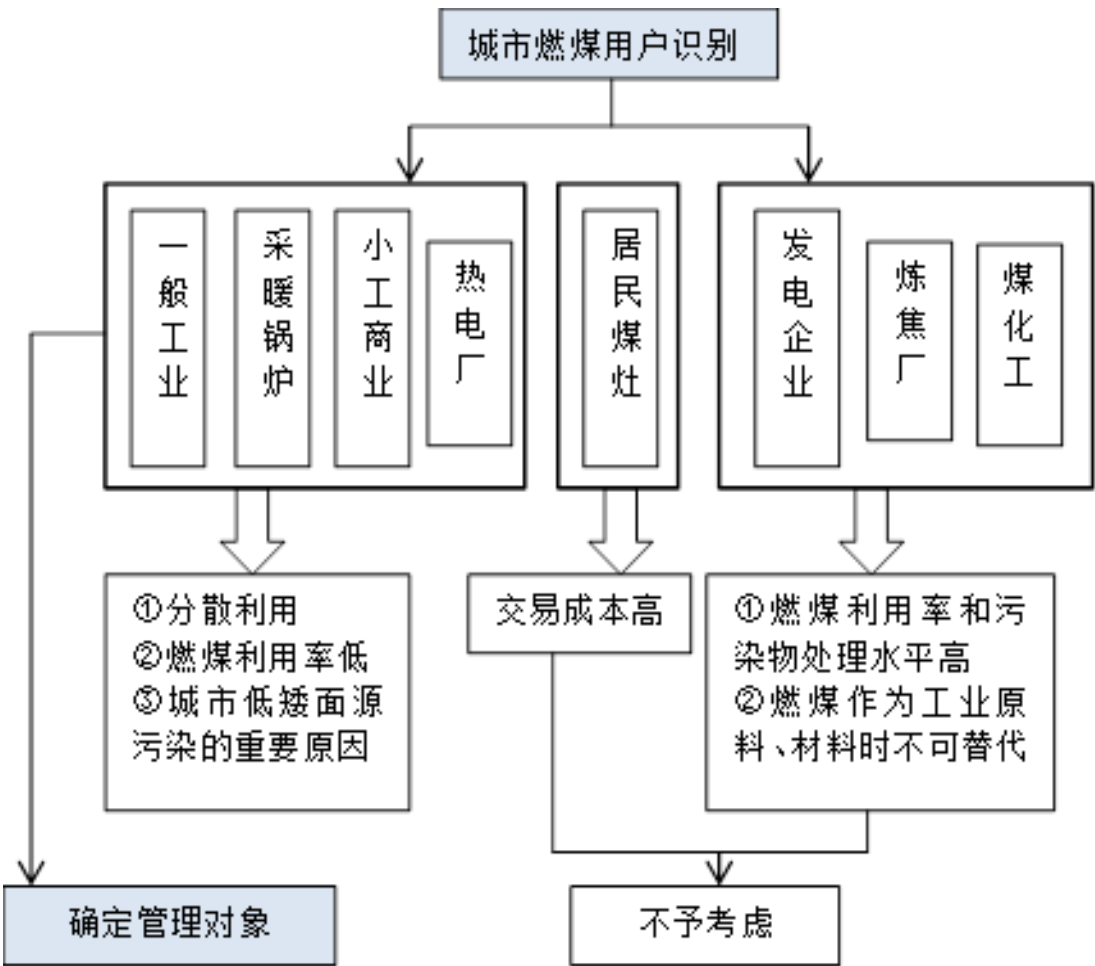 城市燃煤用户识别
一般工业
采暖锅炉
小工商业
热电厂
居民煤灶
发电企业
炼焦厂
煤化工
①分散利用
②燃煤利用率低
③城市低矮面源
污染的重要原因
交易成本高
①燃煤利用率和污
染物处理水平高
②燃煤作为工业原
料、材料时不可替代
确定管理对象
不予考虑